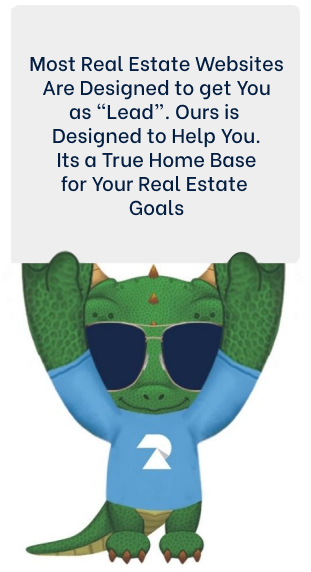 Most Real Estate Websites
Are Designed to get You
as “Lead”. Ours is
Designed to Help You.
Its a True Home Base
for Your Real Estate
Goals